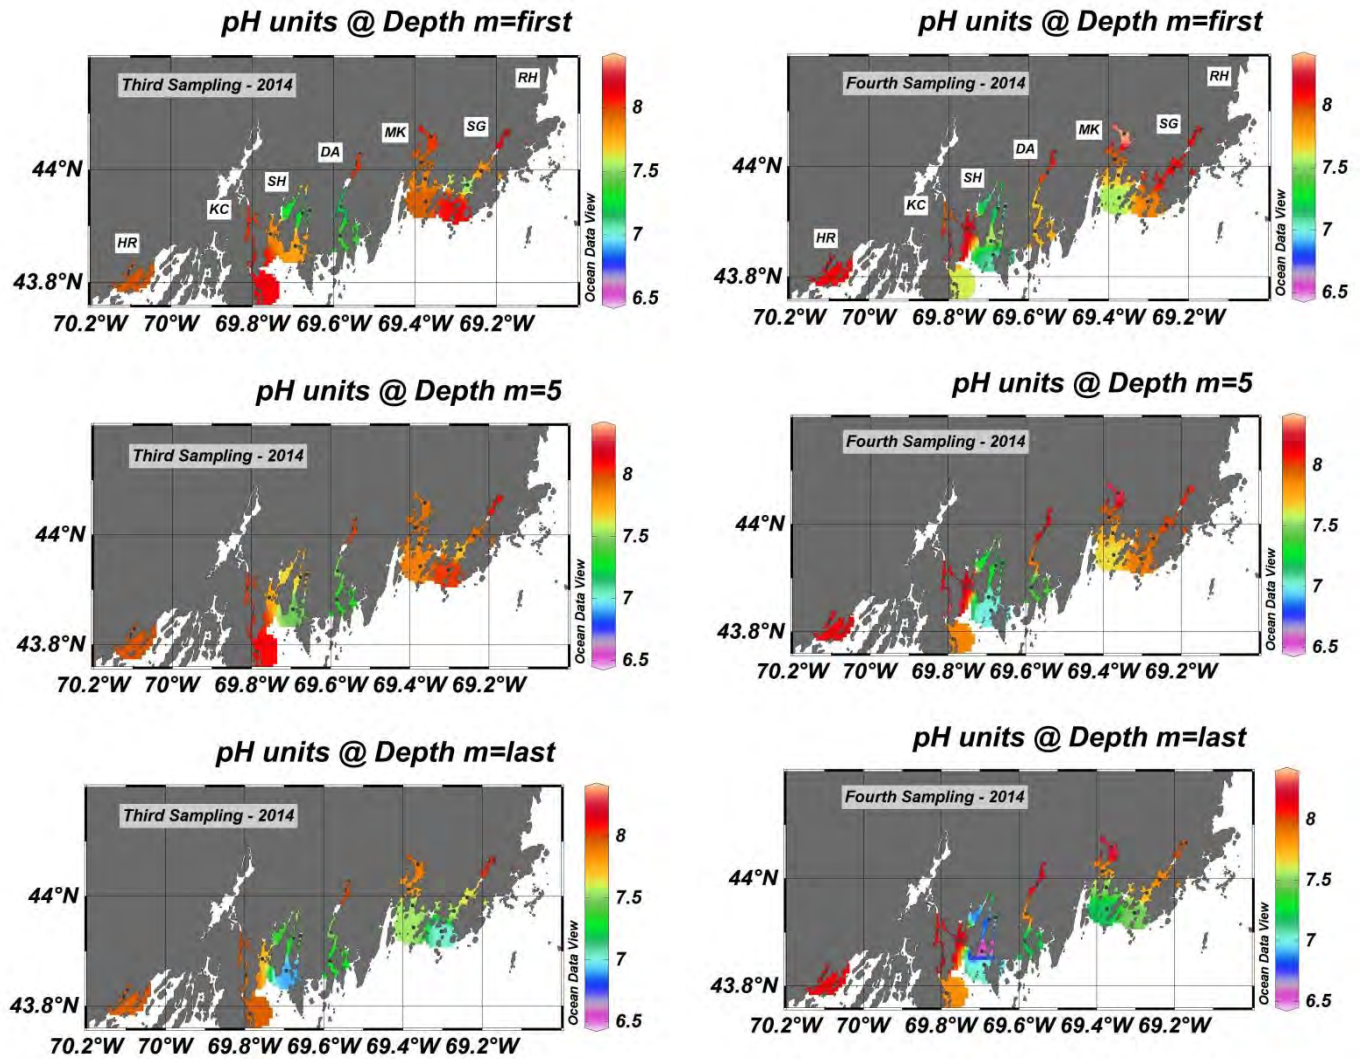 pH units @ Depth m=first
Third Sampling - 2014
RH
SG
MK
DA
SH
KC
HR
44°N
43.8°N
70.2°W 70°W 69.8°W 69.6°W 69.4°W 69.2°W
8
7.5
7
6.5
Ocean Data View
pH units @ Depth m=first
Fourth Sampling - 2014
RH
SG
MK
DA
SH
KC
HR
44°N
43.8°N
70.2°W 70°W 69.8°W 69.6°W 69.4°W 69.2°W
8
7.5
7
6.5
Ocean Data View
pH units @ Depth m=5
Third Sampling - 2014
44°N
43.8°N
70.2°W 70°W 69.8°W 69.6°W 69.4°W 69.2°W
8
7.5
7
6.5
Ocean Data View
pH units @ Depth m=5
Fourth Sampling - 2014
44°N
43.8°N
70.2°W 70°W 69.8°W 69.6°W 69.4°W 69.2°W
8
7.5
7
6.5
Ocean Data View
pH units @ Depth m=last
Third Sampling - 2014
44°N
43.8°N
70.2°W 70°W 69.8°W 69.6°W 69.4°W 69.2°W
8
7.5
7
6.5
Ocean Data View
pH units @ Depth m=last
Fourth Sampling - 2014
44°N
43.8°N
70.2°W 70°W 69.8°W 69.6°W 69.4°W 69.2°W
8
7.5
7
6.5
Ocean Data View